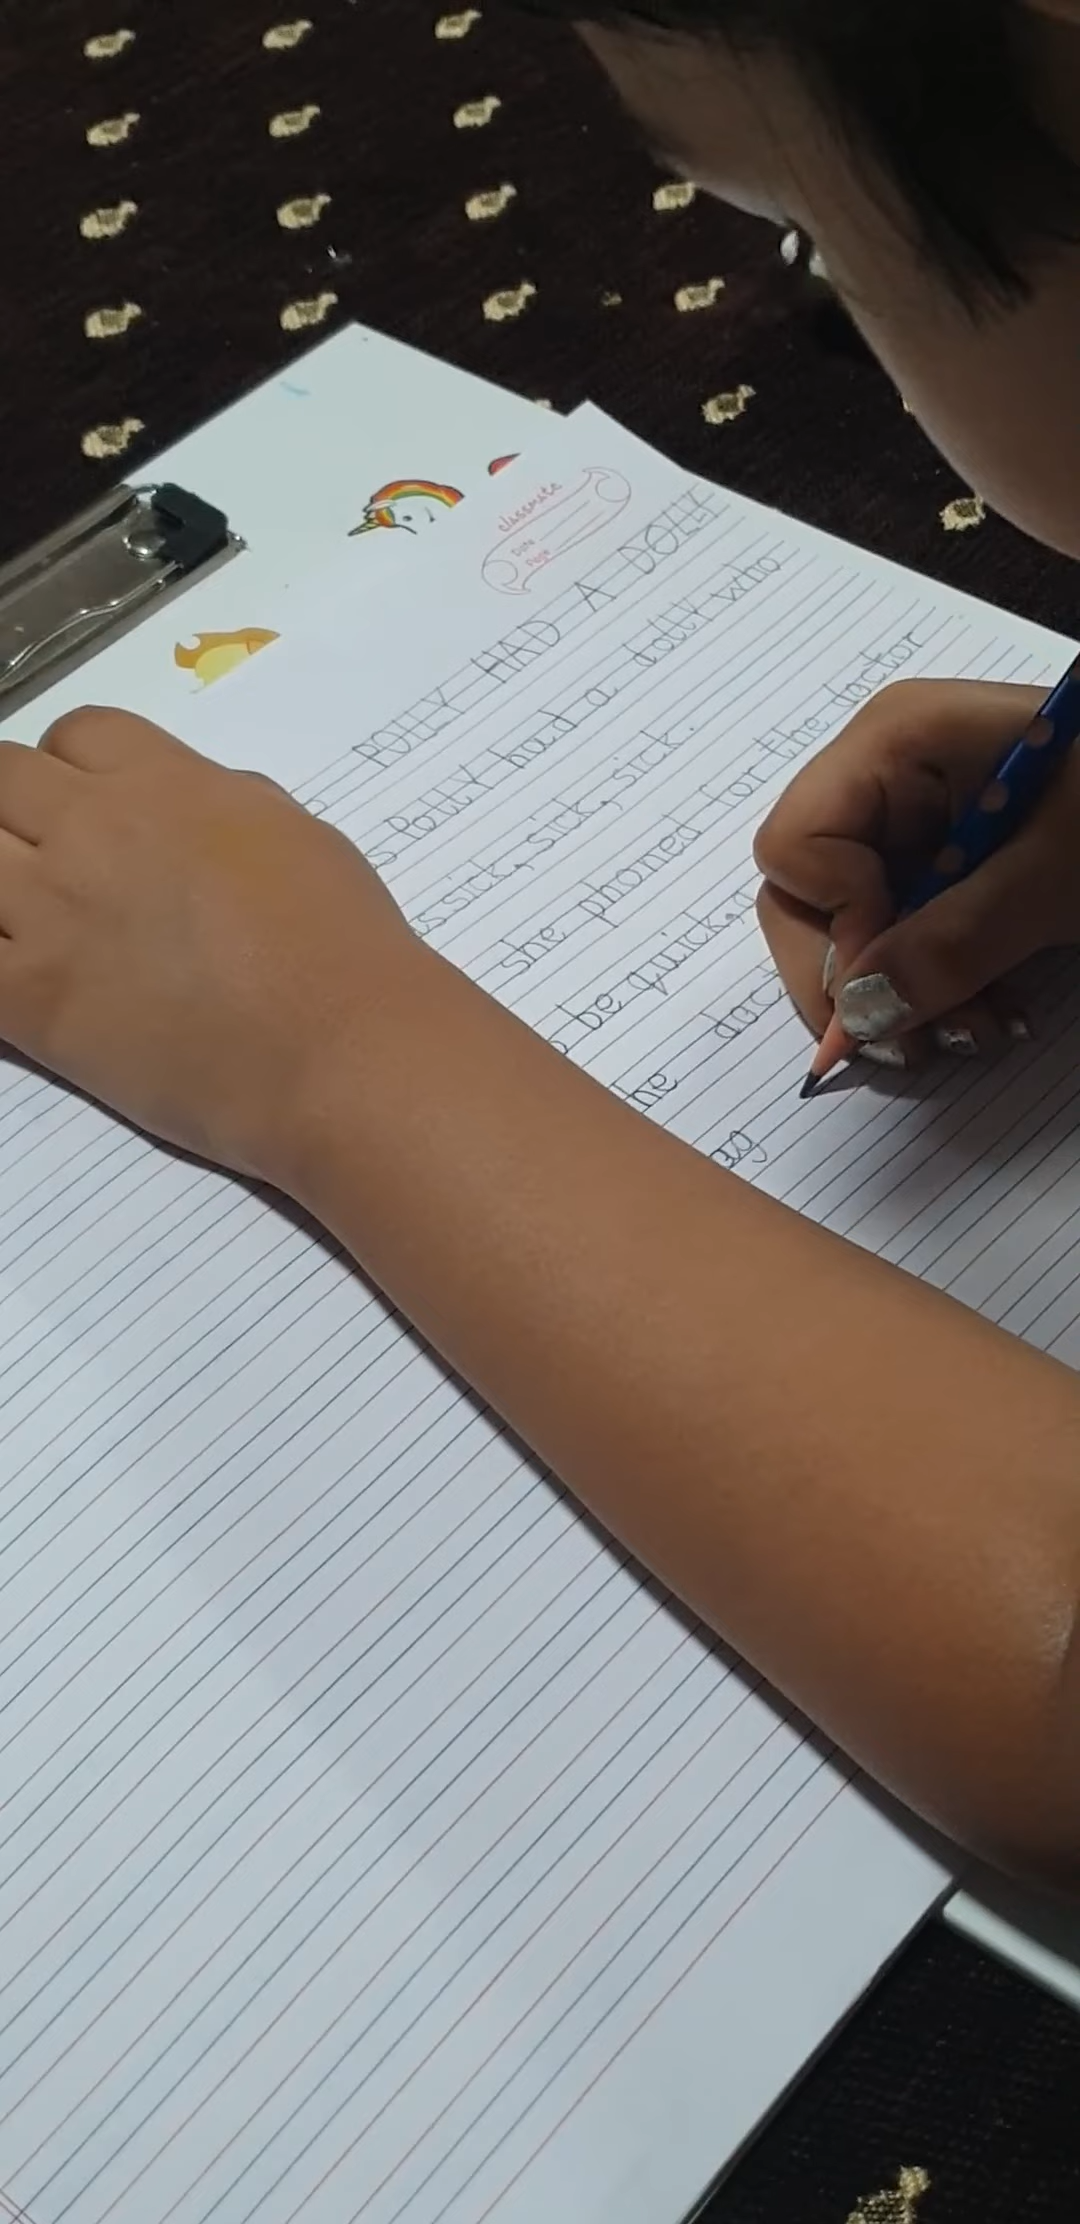 classmate
Date
Page
POLLY HAD A DOLLY
Polly had a dolly who
sick, sick, sick.
she phoned for the doctor
be quick,